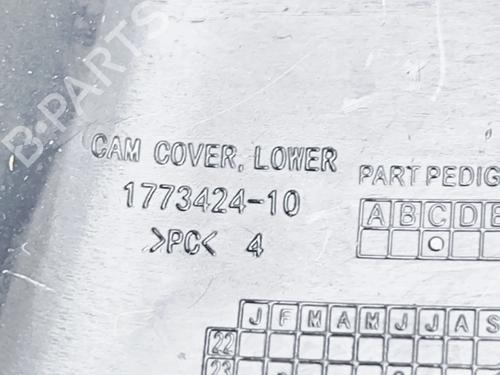 B-PARTS
CAM COVER, LOWER
1773424-10
>PC< 4
PART PEDIG
A B C D E
J F M A M J J A S
22
23